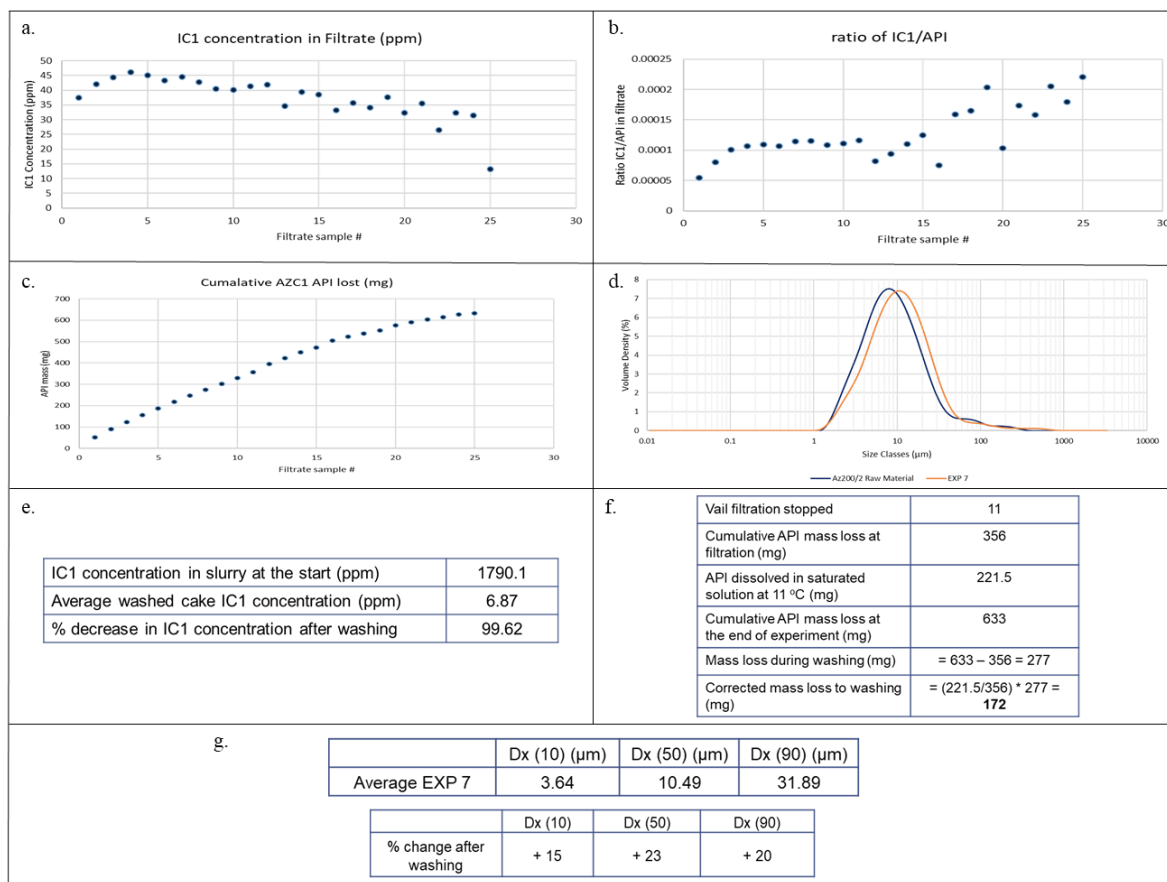 a.
IC1 concentration in Filtrate (ppm)
50
45
40
35
30
25
20
15
10
5
0
IC1 Concentration (ppm)
0 5 10 15 20 25 30
Filtrate sample #
b.
ratio of IC1/API
0.00025
0.0002
0.00015
0.0001
0.00005
0
Ratio IC1/API in filtrate
0 5 10 15 20 25 30
Filtrate sample #
c.
Cumalative AZC1 API lost (mg)
700
600
500
400
300
200
100
0
API mass (mg)
0 5 10 15 20 25 30
Filtrate sample #
d.
8
7
6
5
4
3
2
1
0
Volume Density (%)
0.01 0.1 1 10 100 1000 10000
Size Classes (µm)
Az200/2 Raw Material EXP 7
e.
IC1 concentration in slurry at the start (ppm) 1790.1
Average washed cake IC1 concentration (ppm) 6.87
% decrease in IC1 concentration after washing 99.62
f.
Vail filtration stopped 11
Cumulative API mass loss at
filtration (mg) 356
API dissolved in saturated
solution at 11 °C (mg) 221.5
Cumulative API mass loss at
the end of experiment (mg) 633
Mass loss during washing (mg) = 633 – 356 = 277
Corrected mass loss to washing
(mg) = (221.5/356) * 277 =
172
g.
Dx (10) (µm) Dx (50) (µm) Dx (90) (µm)
Average EXP 7 3.64 10.49 31.89
Dx (10) Dx (50) Dx (90)
% change after
washing + 15 + 23 + 20